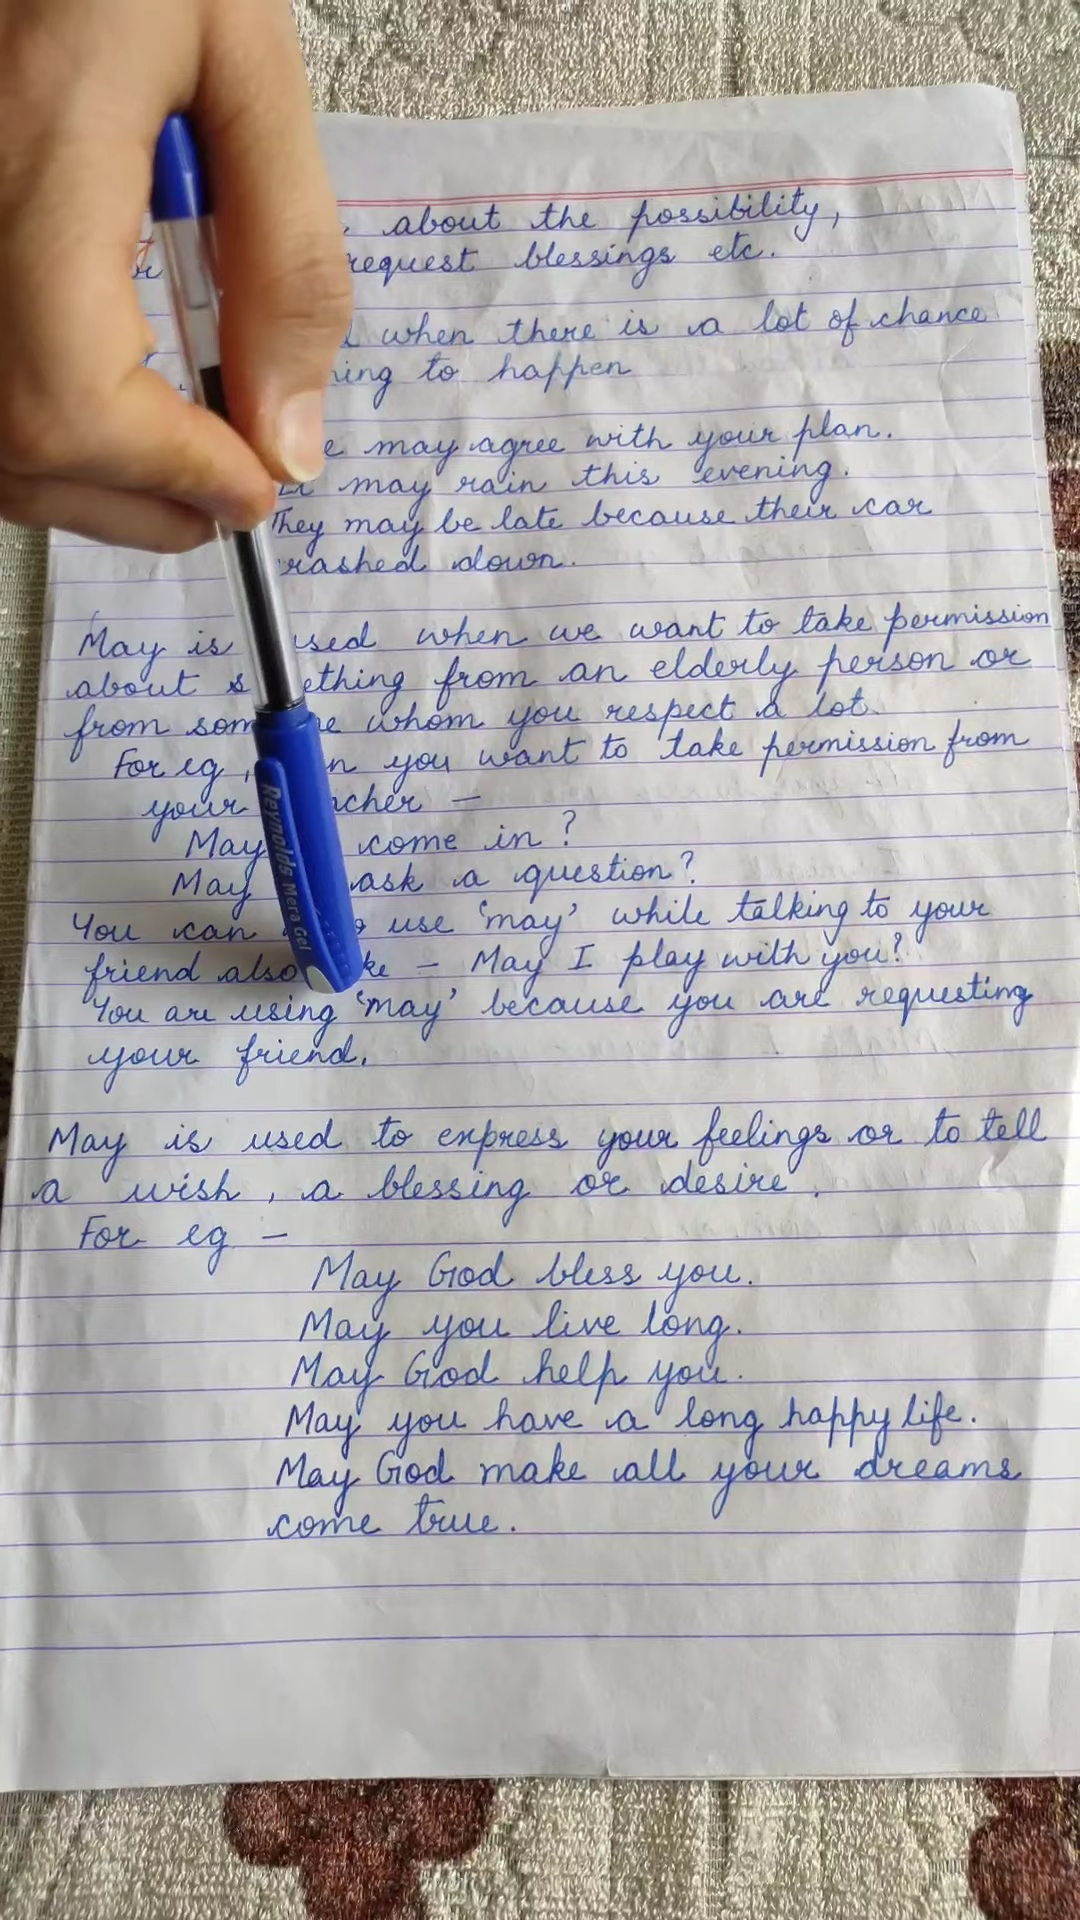 about the possibility,
request blessings etc.
when there is a lot of chance
to happen
may agree with your plan.
It may rain this evening.
They may be late because their car
down.
May is used when we want to take permission
about from an elderly person or
from whom you respect a lot.
For eg, you want to take permission from
your —
May come in?
May ask a question?
You can use 'may' while talking to your
friend also — May I play with you?
You are using 'may' because you are requesting
your friend.
May is used to express your feelings or to tell
a wish, a blessing or desire.
For eg —
May God bless you.
May you live long.
May God help you.
May you have a long happy life.
May God make all your dreams
come true.
Reynolds Mera Gel